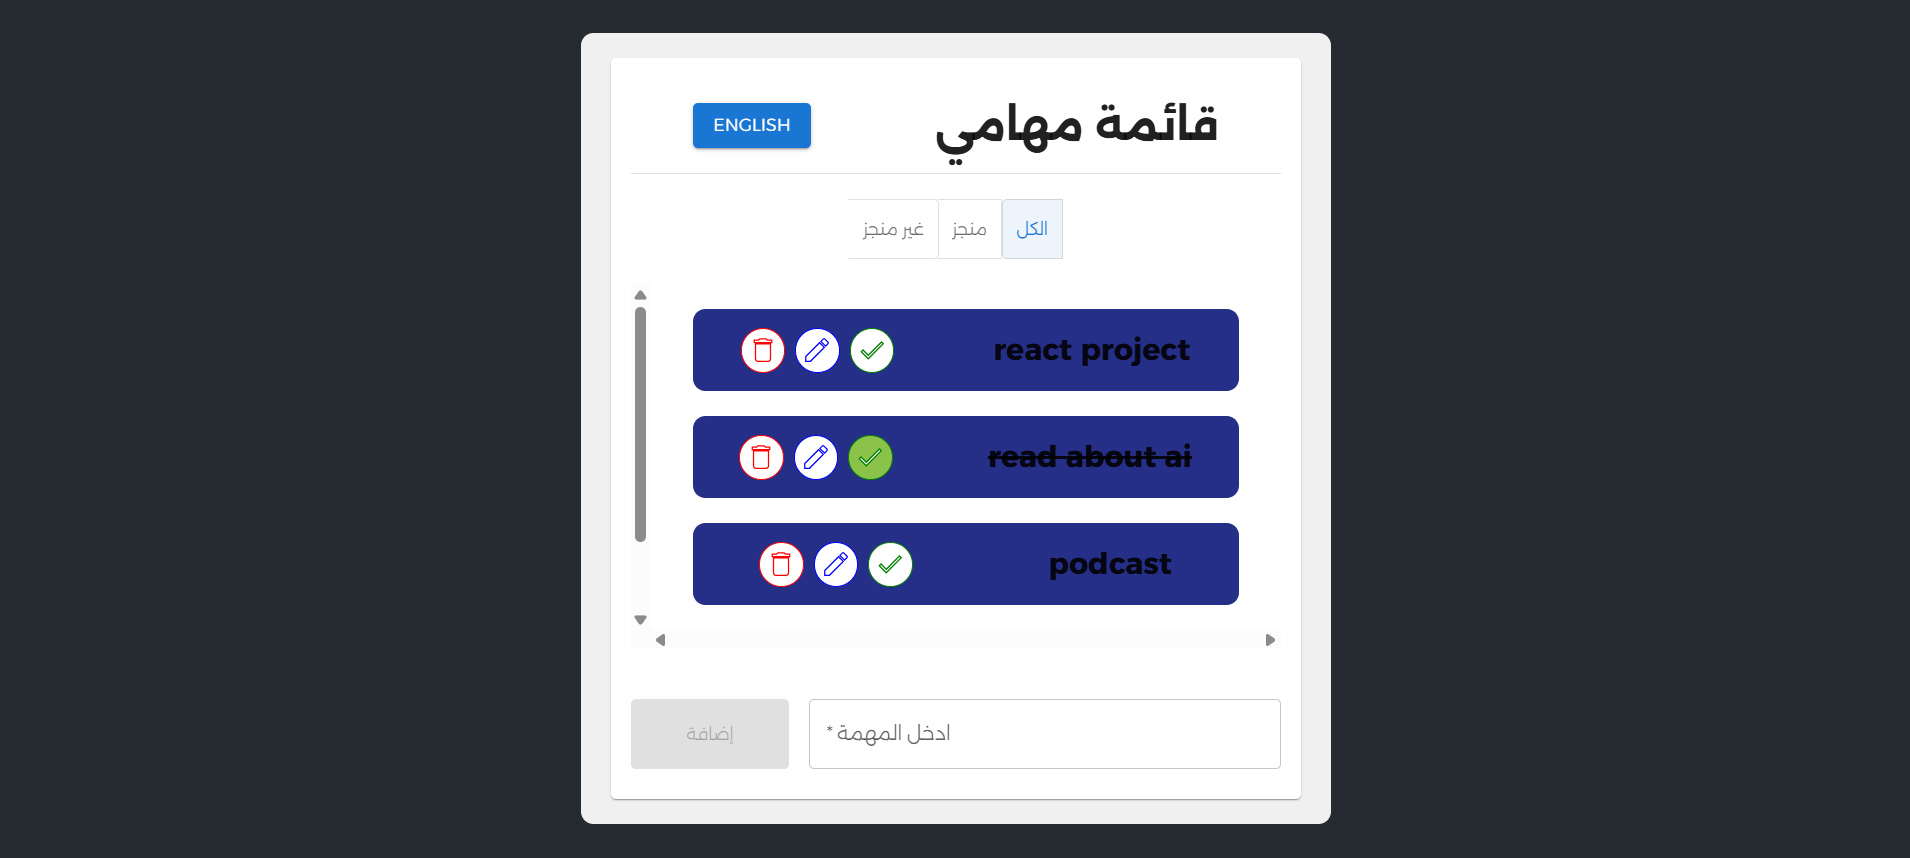 قائمة مهامي
ENGLISH
الكل
منجز
غير منجز
react project
read about ai
podcast
ادخل المهمة *
إضافة